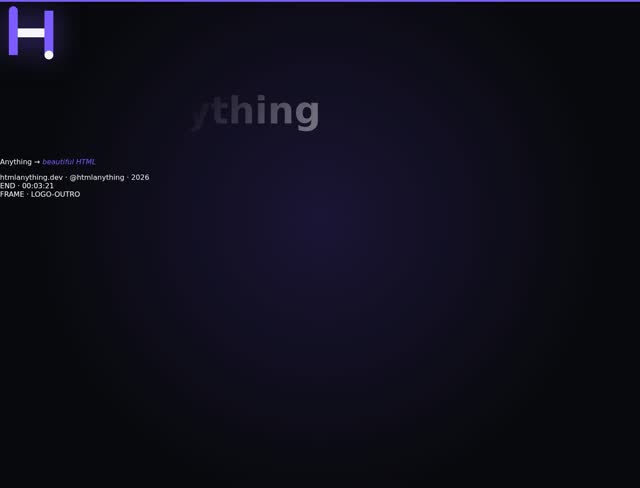 H
ything
Anything → beautiful HTML
htmlanything.dev · @htmlanything · 2026
END · 00:03:21
FRAME · LOGO-OUTRO